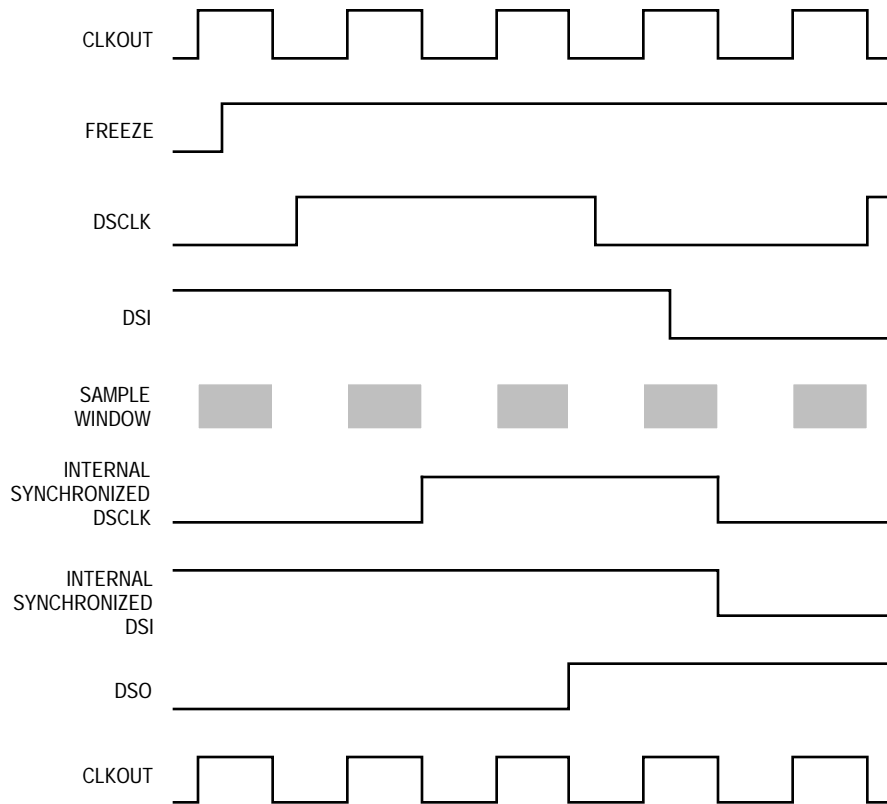 CLKOUT
FREEZE
DSCLK
DSI
SAMPLE
WINDOW
INTERNAL
SYNCHRONIZED
DSCLK
INTERNAL
SYNCHRONIZED
DSI
DSO
CLKOUT